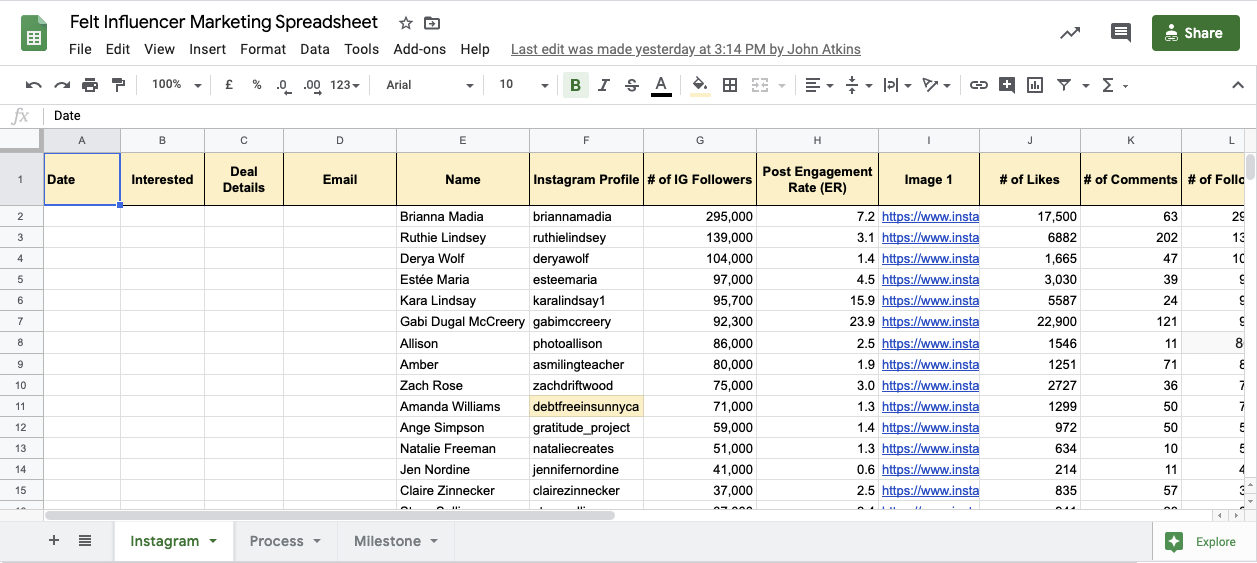 Felt Influencer Marketing Spreadsheet
File Edit View Insert Format Data Tools Add-ons Help Last edit was made yesterday at 3:14 PM by John Atkins
Share
100% £ % .0 .00 123 Arial 10 B I S A
fx Date
A B C D E F G H I J K L
1 Date Interested Deal Details Email Name Instagram Profile # of IG Followers Post Engagement Rate (ER) Image 1 # of Likes # of Comments # of Follo
2 Brianna Madia briannamadia 295,000 7.2 https://www.insta 17,500 63 29
3 Ruthie Lindsey ruthielindsey 139,000 3.1 https://www.insta 6882 202 13
4 Derya Wolf deryawolf 104,000 1.4 https://www.insta 1,665 47 10
5 Estée Maria esteemaria 97,000 4.5 https://www.insta 3,030 39 9
6 Kara Lindsay karalindsay1 95,700 15.9 https://www.insta 5587 24 9
7 Gabi Dugal McCreery gabimccreery 92,300 23.9 https://www.insta 22,900 121 9
8 Allison photoallison 86,000 2.5 https://www.insta 1546 11 8
9 Amber asmilingteacher 80,000 1.9 https://www.insta 1251 71 8
10 Zach Rose zachdriftwood 75,000 3.0 https://www.insta 2727 36 7
11 Amanda Williams debtfreeinsunnyca 71,000 1.3 https://www.insta 1299 50 7
12 Ange Simpson gratitude_project 59,000 1.4 https://www.insta 972 50 5
13 Natalie Freeman nataliecreates 51,000 1.3 https://www.insta 634 10 5
14 Jen Nordine jennifernordine 41,000 0.6 https://www.insta 214 11 4
15 Claire Zinnecker clairezinnecker 37,000 2.5 https://www.insta 835 57 3
Instagram Process Milestone Explore